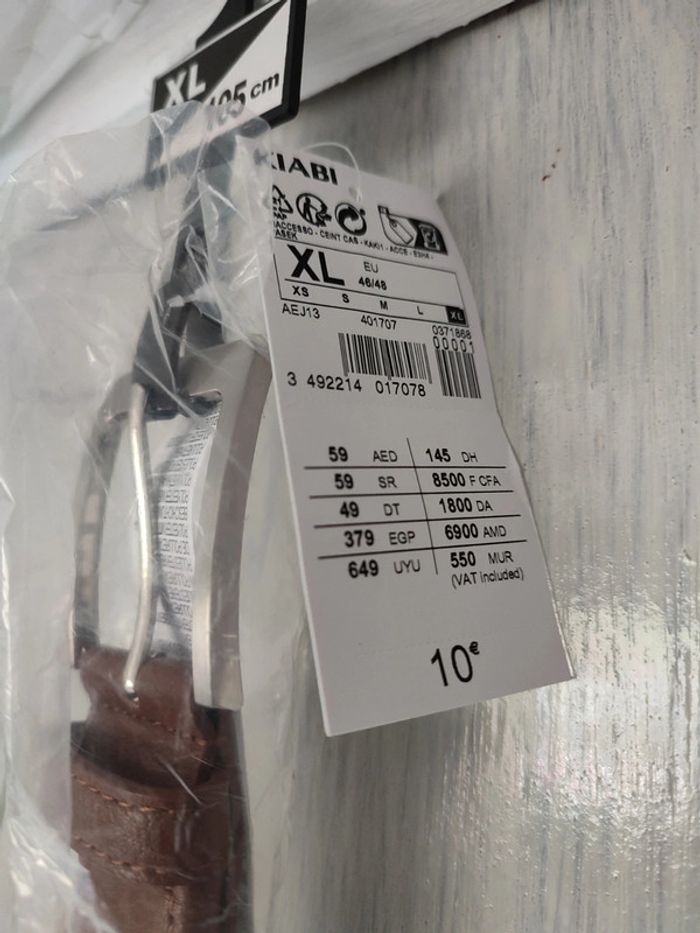 XL
105 cm
KIABI
PAP
ACCESSO - CEINT CAS - KAKI1 - ACCE - E3H4 -
XL EU 46/48
XS S M L XL
AEJ13 401707 0371868
00001
3 492214 017078
59 AED 145 DH
59 SR 8500 F CFA
49 DT 1800 DA
379 EGP 6900 AMD
649 UYU 550 MUR
(VAT Included)
10€